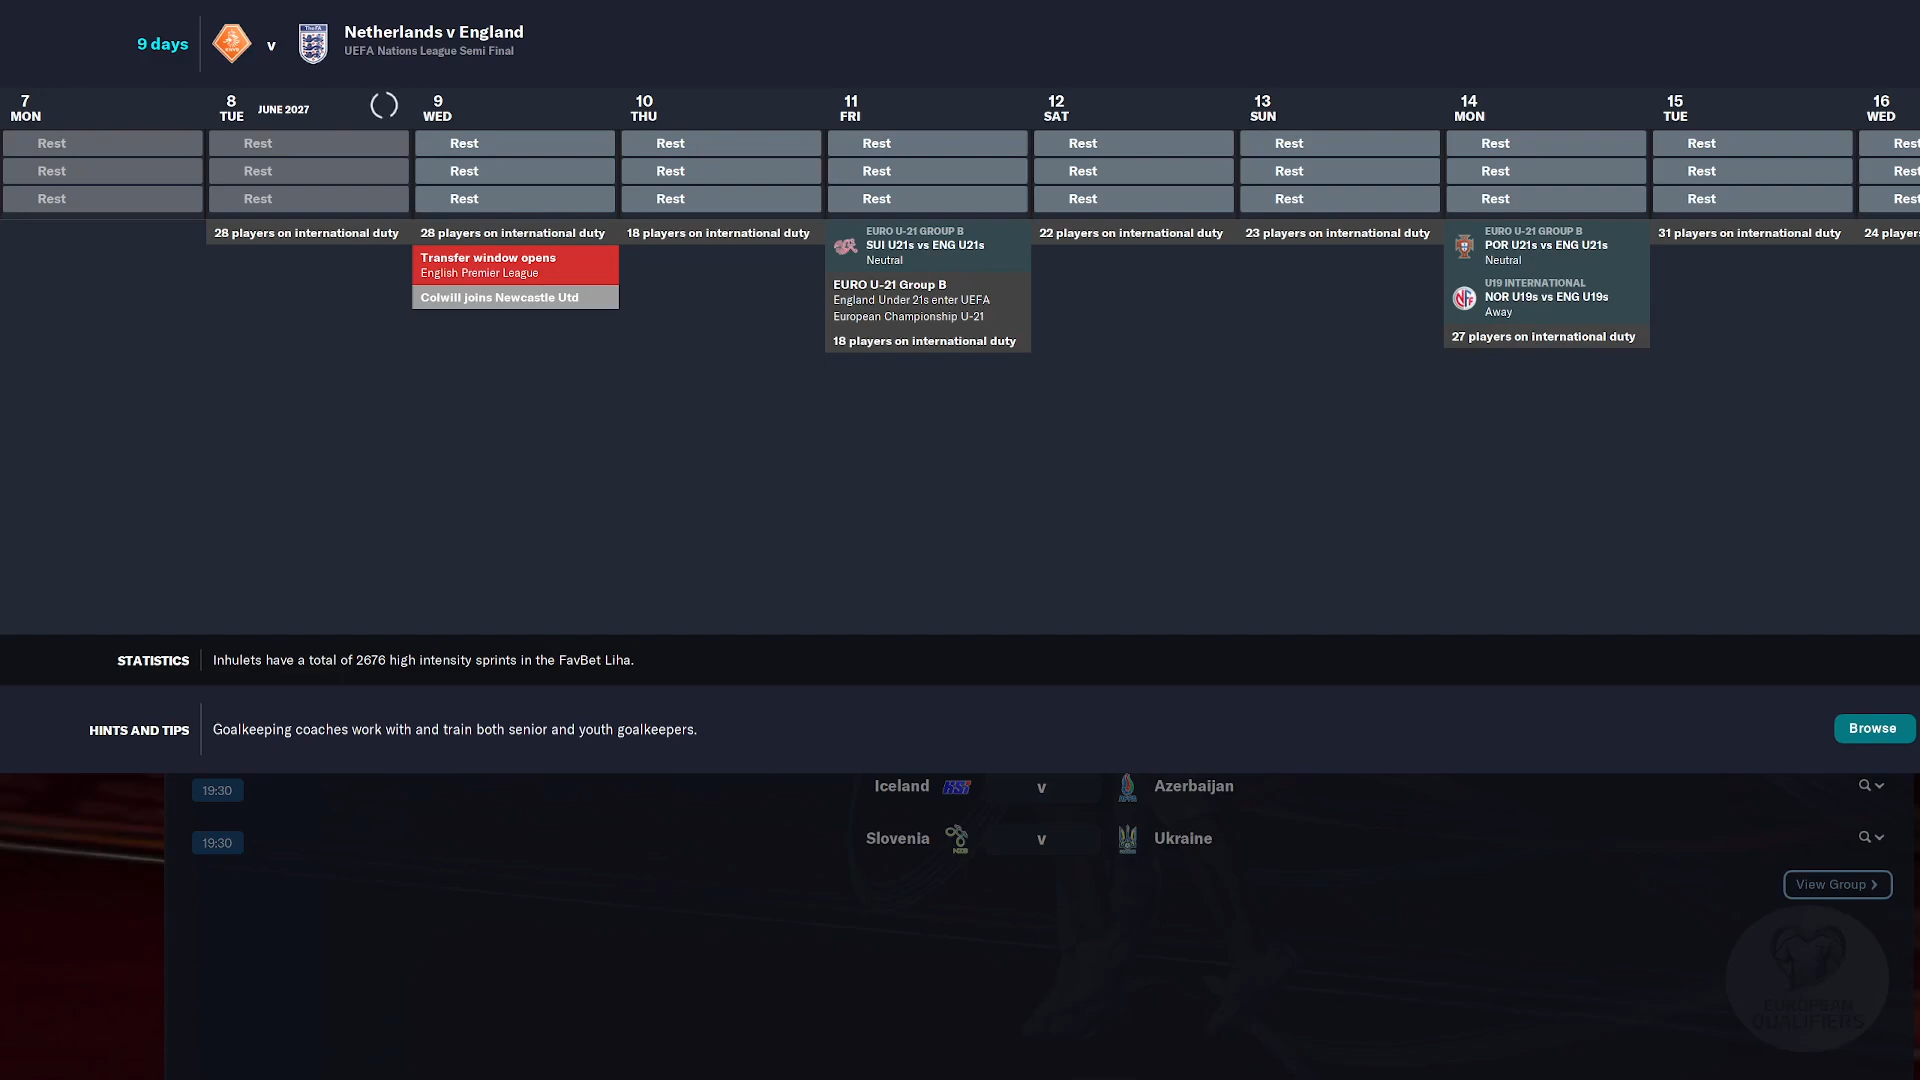 9 days
v
Netherlands v England
UEFA Nations League Semi Final
7
MON
8
TUE
JUNE 2027
9
WED
10
THU
11
FRI
12
SAT
13
SUN
14
MON
15
TUE
16
WED
Rest Rest Rest Rest Rest Rest Rest Rest Rest Rest
Rest Rest Rest Rest Rest Rest Rest Rest Rest Rest
Rest Rest Rest Rest Rest Rest Rest Rest Rest Rest
28 players on international duty
28 players on international duty
Transfer window opens
English Premier League
Colwill joins Newcastle Utd
18 players on international duty
EURO U-21 GROUP B
SUI U21s vs ENG U21s
Neutral
EURO U-21 Group B
England Under 21s enter UEFA
European Championship U-21
18 players on international duty
22 players on international duty
23 players on international duty
EURO U-21 GROUP B
POR U21s vs ENG U21s
Neutral
U19 INTERNATIONAL
NOR U19s vs ENG U19s
Away
27 players on international duty
31 players on international duty
24 players
STATISTICS
Inhulets have a total of 2676 high intensity sprints in the FavBet Liha.
HINTS AND TIPS
Goalkeeping coaches work with and train both senior and youth goalkeepers.
Browse
19:30
Iceland
v
Azerbaijan
19:30
Slovenia
v
Ukraine
View Group
EUROPEAN
QUALIFIERS